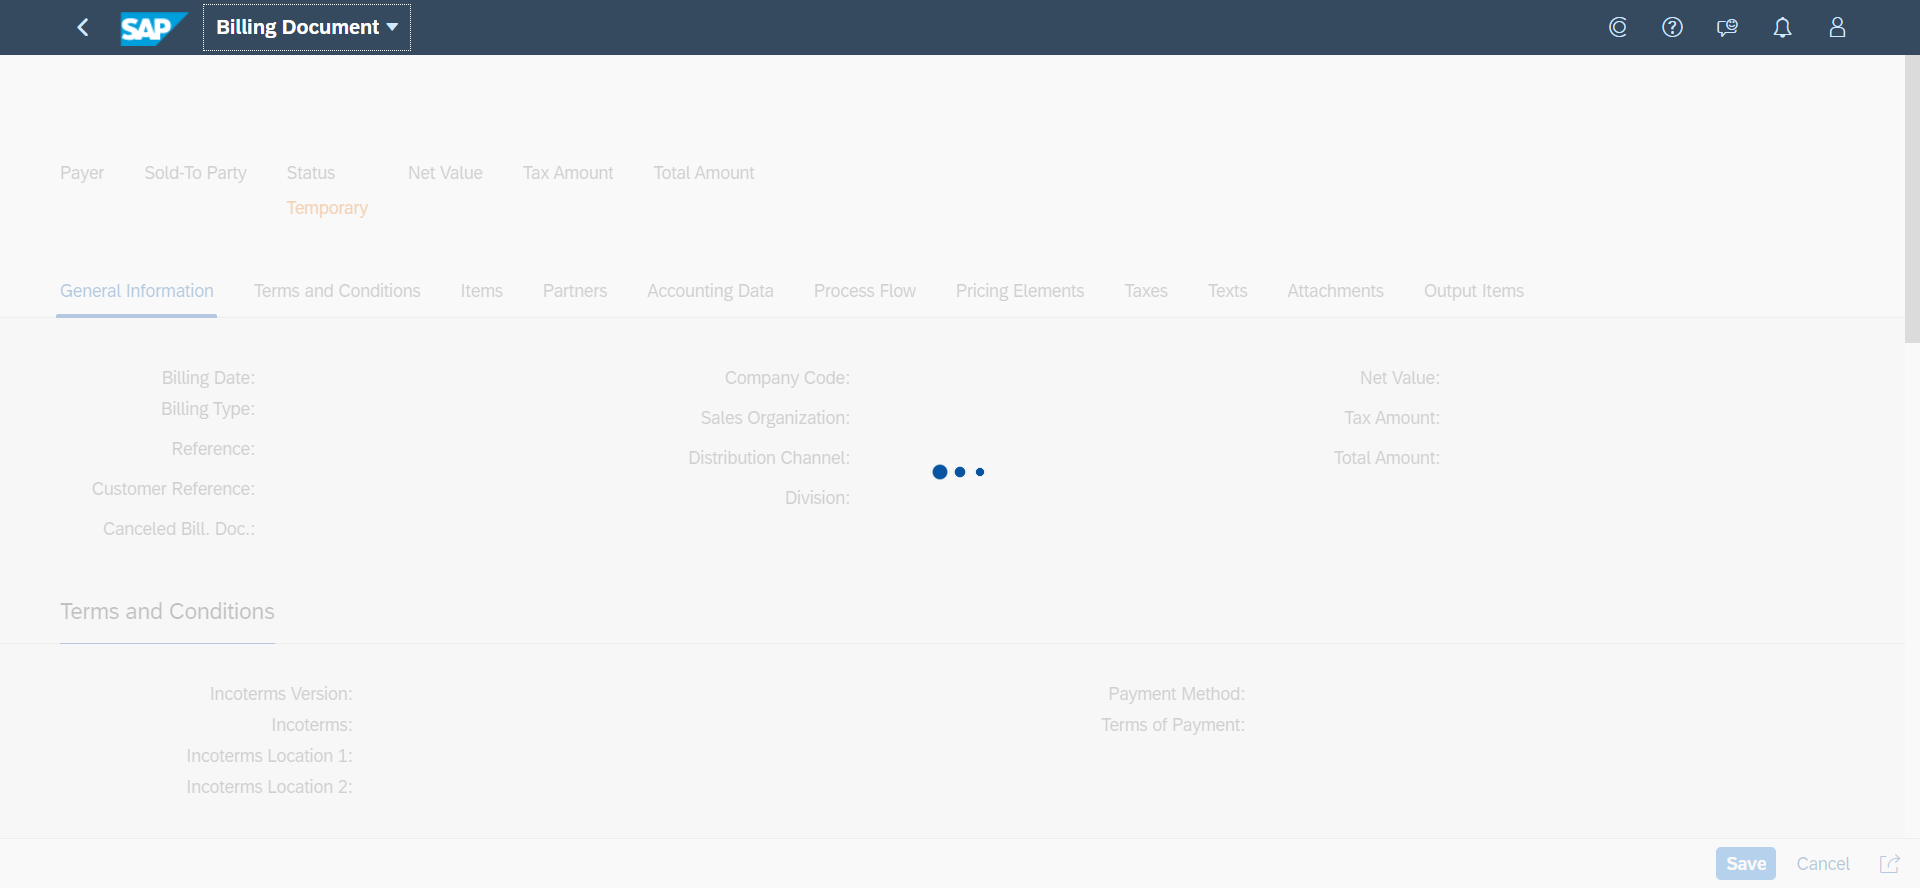 SAP Billing Document
Payer Sold-To Party Status Net Value Tax Amount Total Amount
Temporary
General Information Terms and Conditions Items Partners Accounting Data Process Flow Pricing Elements Taxes Texts Attachments Output Items
Billing Date: Company Code: Net Value:
Billing Type:
Sales Organization: Tax Amount:
Reference:
Distribution Channel: Total Amount:
Customer Reference:
Division:
Canceled Bill. Doc.:
Terms and Conditions
Incoterms Version: Payment Method:
Incoterms: Terms of Payment:
Incoterms Location 1:
Incoterms Location 2:
Save Cancel